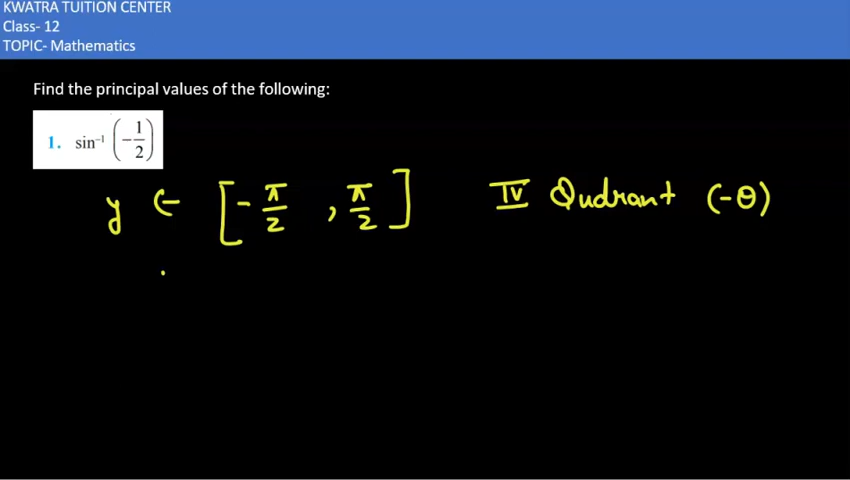 KWATRA TUITION CENTER
Class- 12
TOPIC- Mathematics
Find the principal values of the following:
1. sin⁻¹ (-1/2)
y ∈ [-π/2 , π/2] IV Qudrant (-θ)